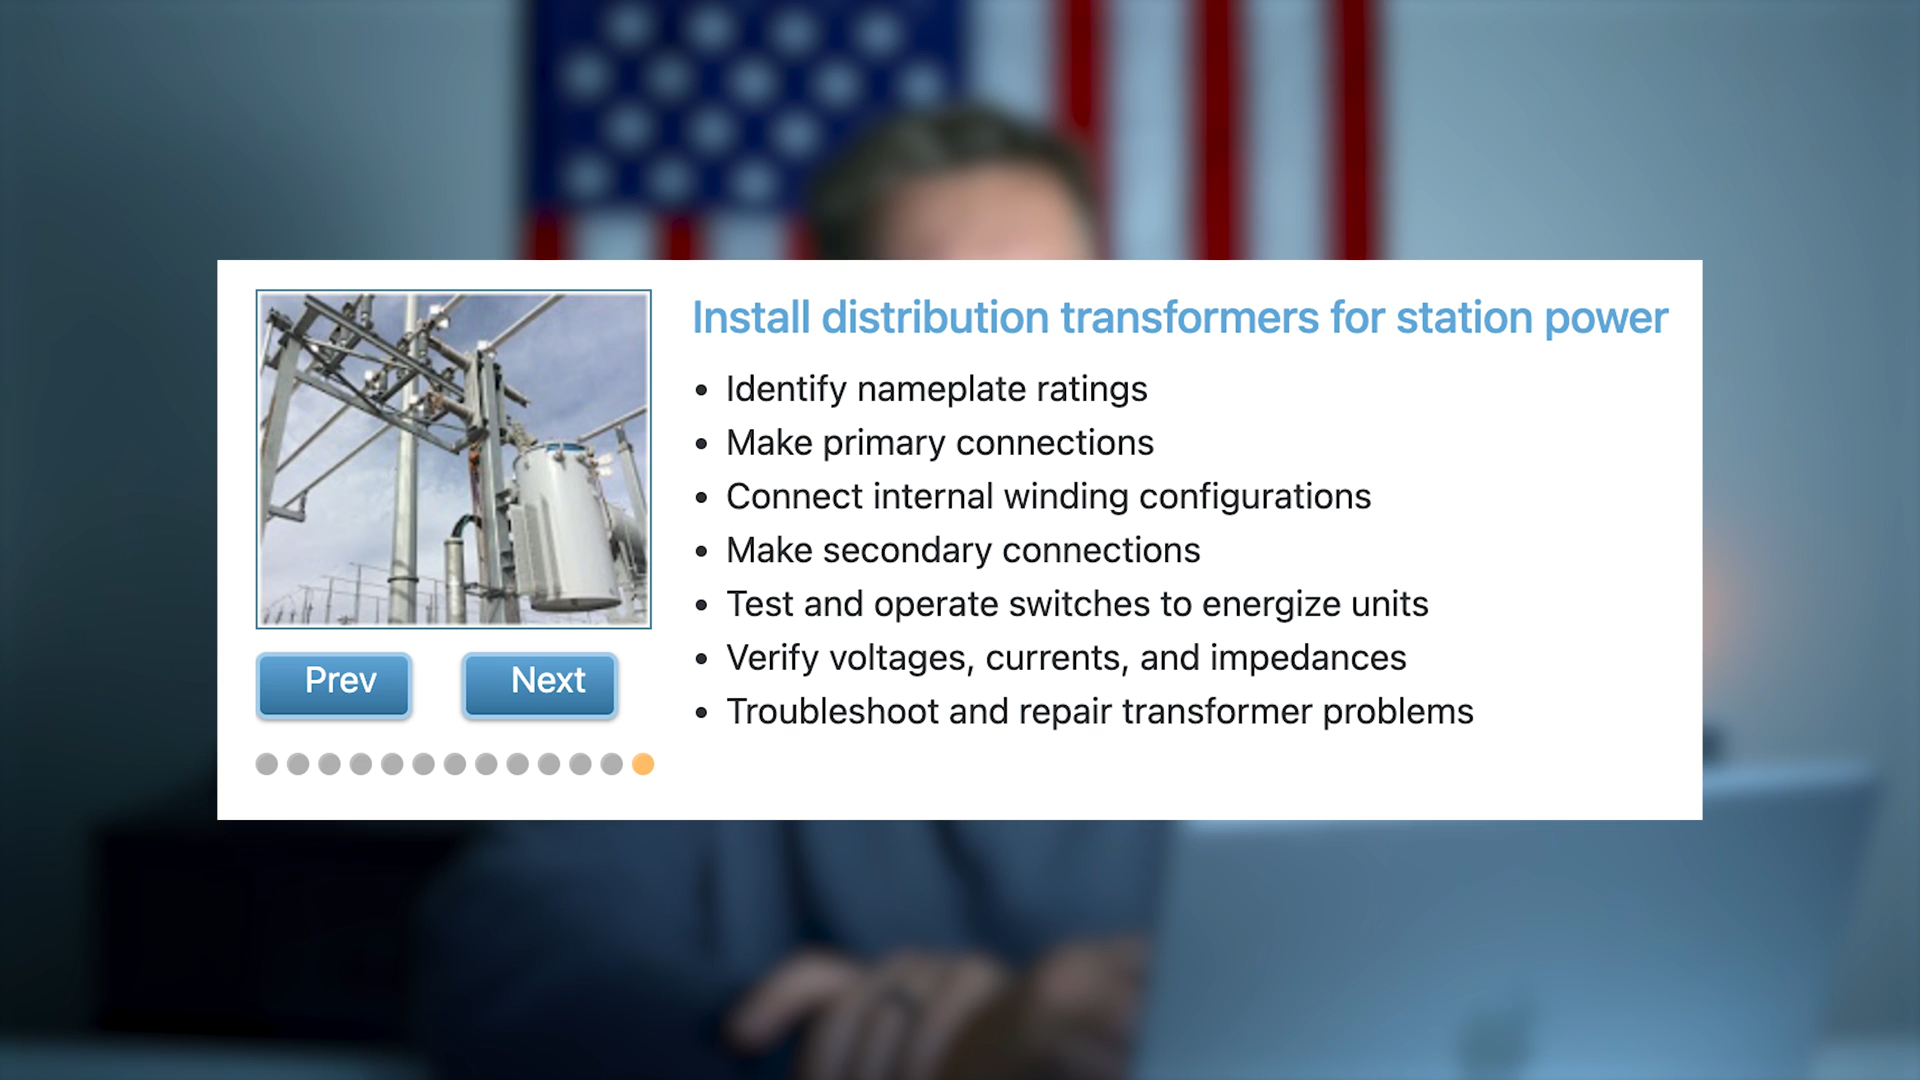 Install distribution transformers for station power
• Identify nameplate ratings
• Make primary connections
• Connect internal winding configurations
• Make secondary connections
• Test and operate switches to energize units
• Verify voltages, currents, and impedances
• Troubleshoot and repair transformer problems
Prev
Next